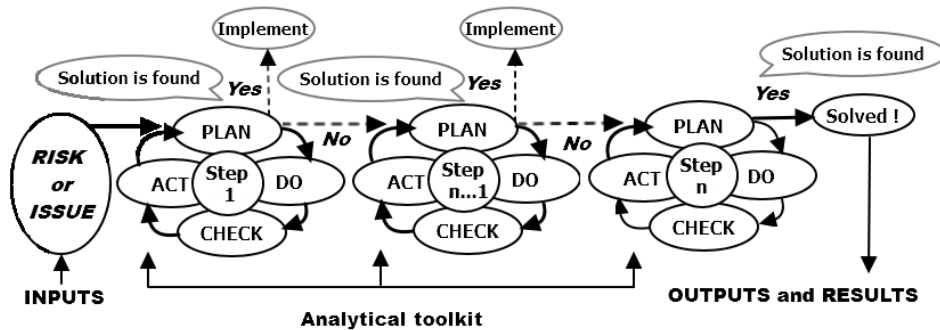 Implement
Implement
Solution is found
Solution is found
Solution is found
Yes
Yes
Yes
RISK
or
ISSUE
PLAN
ACT
Step
1
DO
CHECK
No
PLAN
ACT
Step
n...1
DO
CHECK
No
PLAN
ACT
Step
n
DO
CHECK
Solved !
INPUTS
Analytical toolkit
OUTPUTS and RESULTS